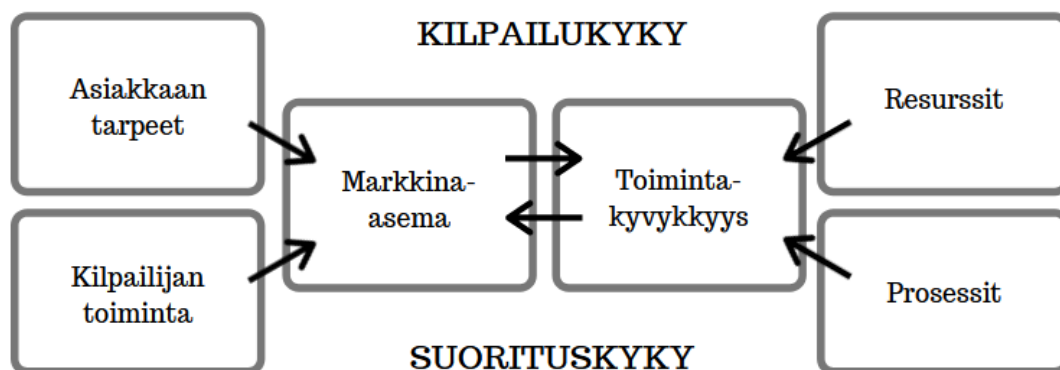 KILPAILUKYKY
Asiakkaan
tarpeet
Kilpailijan
toiminta
Markkina-
asema
Toiminta-
kyvykkyys
Resurssit
Prosessit
SUORITUSKYKY